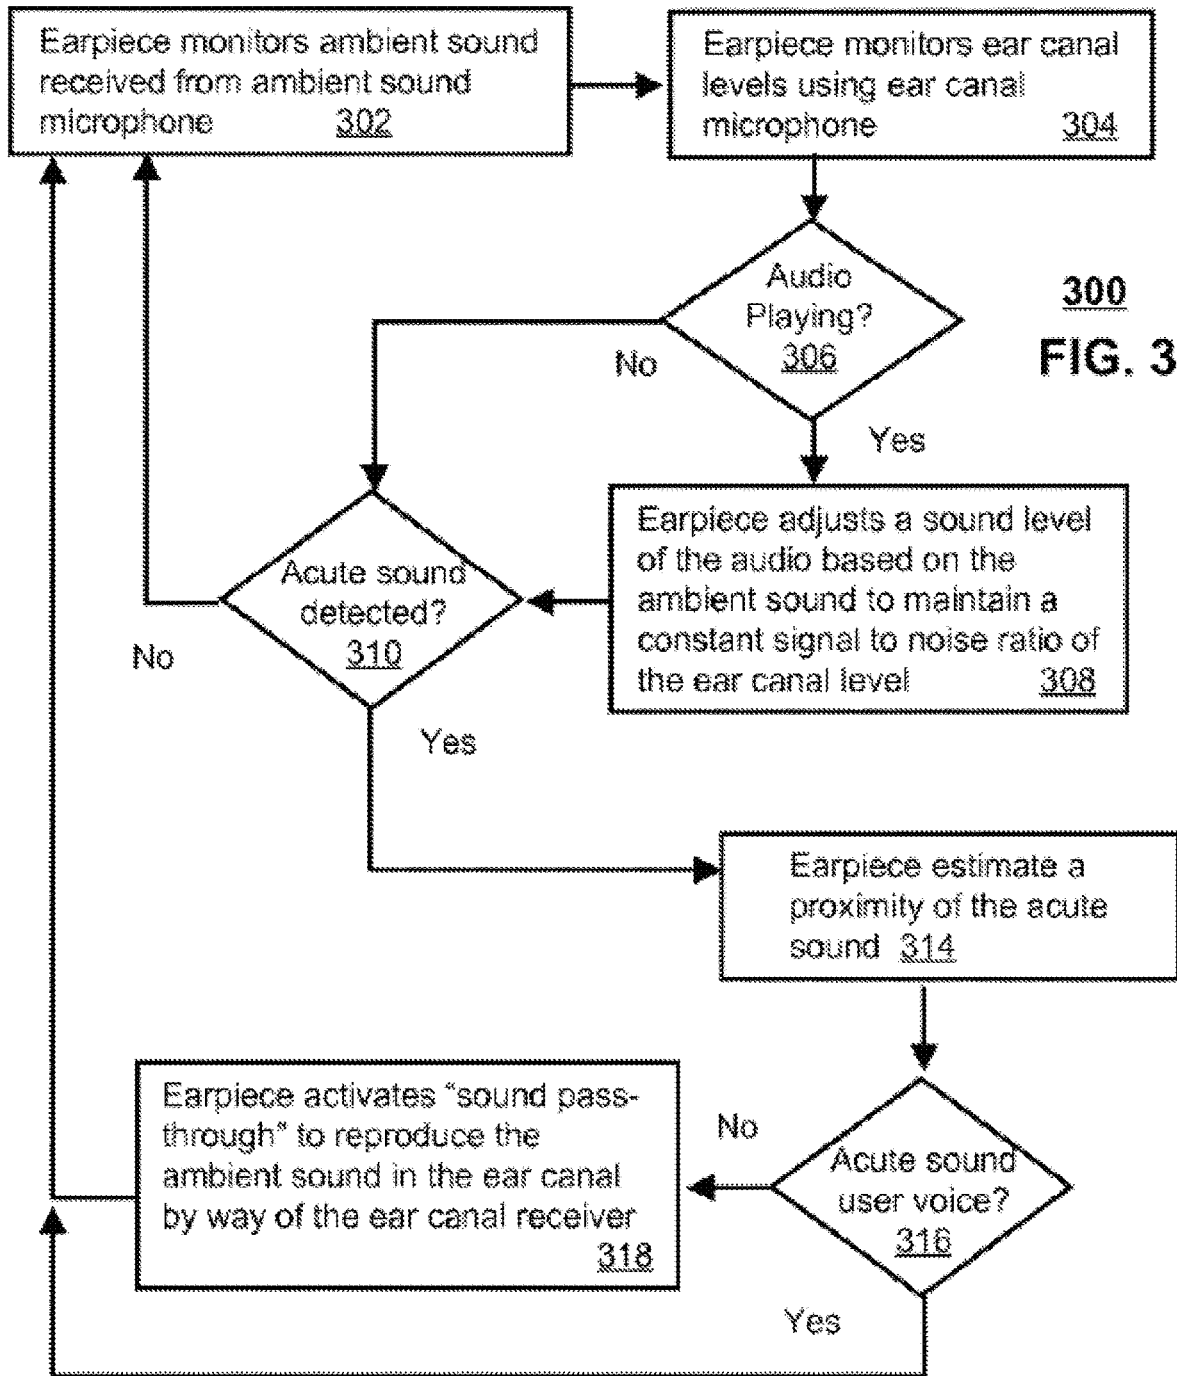 Earpiece monitors ambient sound
received from ambient sound
microphone 302
Earpiece monitors ear canal
levels using ear canal
microphone 304
Audio
Playing?
306
300
FIG. 3
No
Yes
Earpiece adjusts a sound level
of the audio based on the
ambient sound to maintain a
constant signal to noise ratio of
the ear canal level 308
Acute sound
detected?
310
No
Yes
Earpiece estimate a
proximity of the acute
sound 314
Earpiece activates “sound pass-
through” to reproduce the
ambient sound in the ear canal
by way of the ear canal receiver
318
No
Acute sound
user voice?
316
Yes